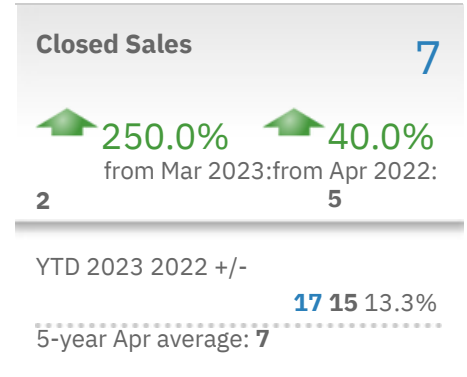 Closed Sales 7
250.0% 40.0%
from Mar 2023:from Apr 2022:
2 5
YTD 2023 2022 +/-
17 15 13.3%
5-year Apr average: 7